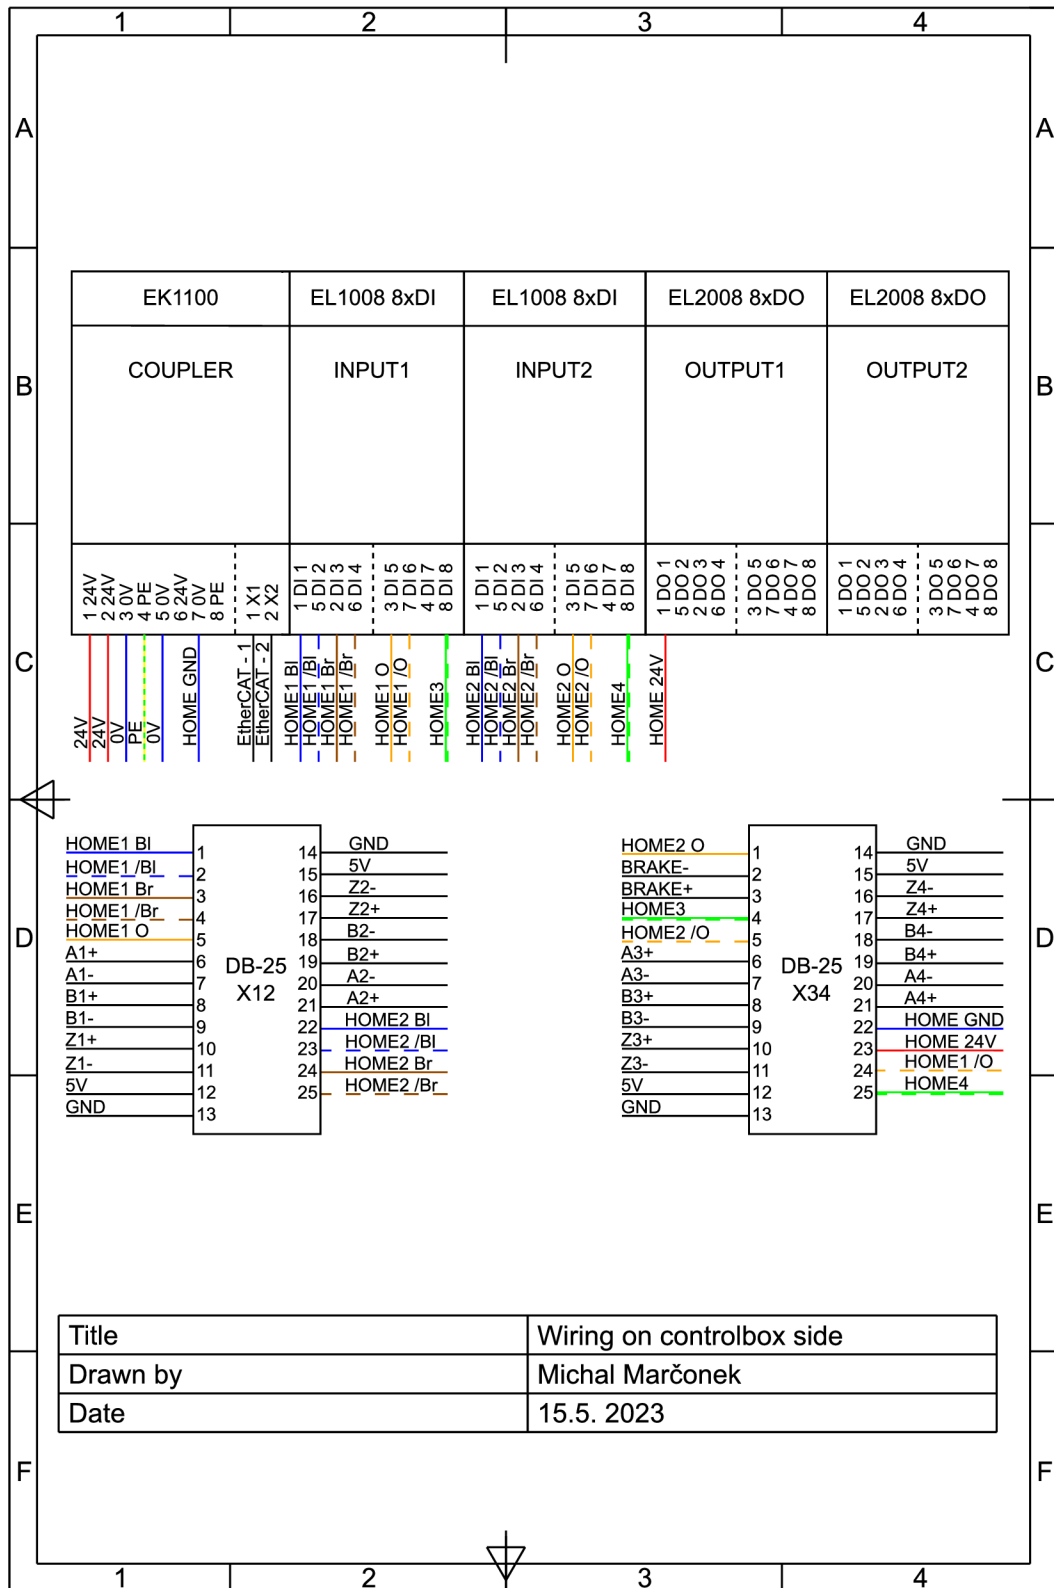 1 2 3 4
A A
EK1100 EL1008 8xDI EL1008 8xDI EL2008 8xDO EL2008 8xDO
COUPLER INPUT1 INPUT2 OUTPUT1 OUTPUT2
B B
1 24V
2 24V
3 0V
4 PE
5 0V
6 24V
7 0V
8 PE
1 X1
2 X2
1 DI 1
5 DI 2
2 DI 3
6 DI 4
3 DI 5
7 DI 6
4 DI 7
8 DI 8
1 DI 1
5 DI 2
2 DI 3
6 DI 4
3 DI 5
7 DI 6
4 DI 7
8 DI 8
1 DO 1
5 DO 2
2 DO 3
6 DO 4
3 DO 5
7 DO 6
4 DO 7
8 DO 8
1 DO 1
5 DO 2
2 DO 3
6 DO 4
3 DO 5
7 DO 6
4 DO 7
8 DO 8
C C
24V
24V
0V
PE
0V
HOME GND
EtherCAT - 1
EtherCAT - 2
HOME1 Bl
HOME1 /Bl
HOME1 Br
HOME1 /Br
HOME1 O
HOME1 /O
HOME3
HOME2 Bl
HOME2 /Bl
HOME2 Br
HOME2 /Br
HOME2 O
HOME2 /O
HOME4
HOME 24V
D D
DB-25
X12
HOME1 Bl 1
HOME1 /Bl 2
HOME1 Br 3
HOME1 /Br 4
HOME1 O 5
A1+ 6
A1- 7
B1+ 8
B1- 9
Z1+ 10
Z1- 11
5V 12
GND 13
14 GND
15 5V
16 Z2-
17 Z2+
18 B2-
19 B2+
20 A2-
21 A2+
22 HOME2 Bl
23 HOME2 /Bl
24 HOME2 Br
25 HOME2 /Br
DB-25
X34
HOME2 O 1
BRAKE- 2
BRAKE+ 3
HOME3 4
HOME2 /O 5
A3+ 6
A3- 7
B3+ 8
B3- 9
Z3+ 10
Z3- 11
5V 12
GND 13
14 GND
15 5V
16 Z4-
17 Z4+
18 B4-
19 B4+
20 A4-
21 A4+
22 HOME GND
23 HOME 24V
24 HOME1 /O
25 HOME4
E E
Title Wiring on controlbox side
Drawn by Michal Marčonek
Date 15.5. 2023
F F
1 2 3 4